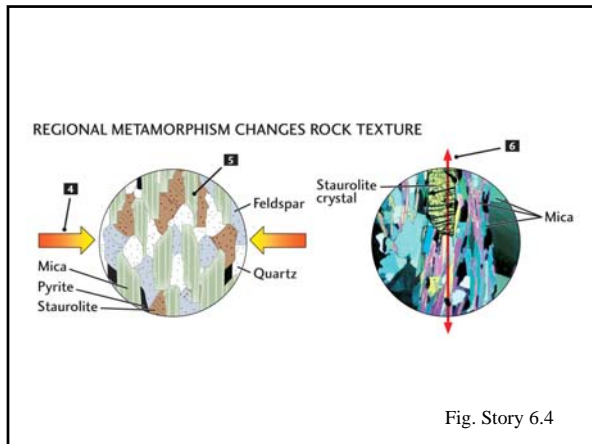 REGIONAL METAMORPHISM CHANGES ROCK TEXTURE
4
5
Feldspar
Quartz
Mica
Pyrite
Staurolite
6
Staurolite
crystal
Mica
Fig. Story 6.4